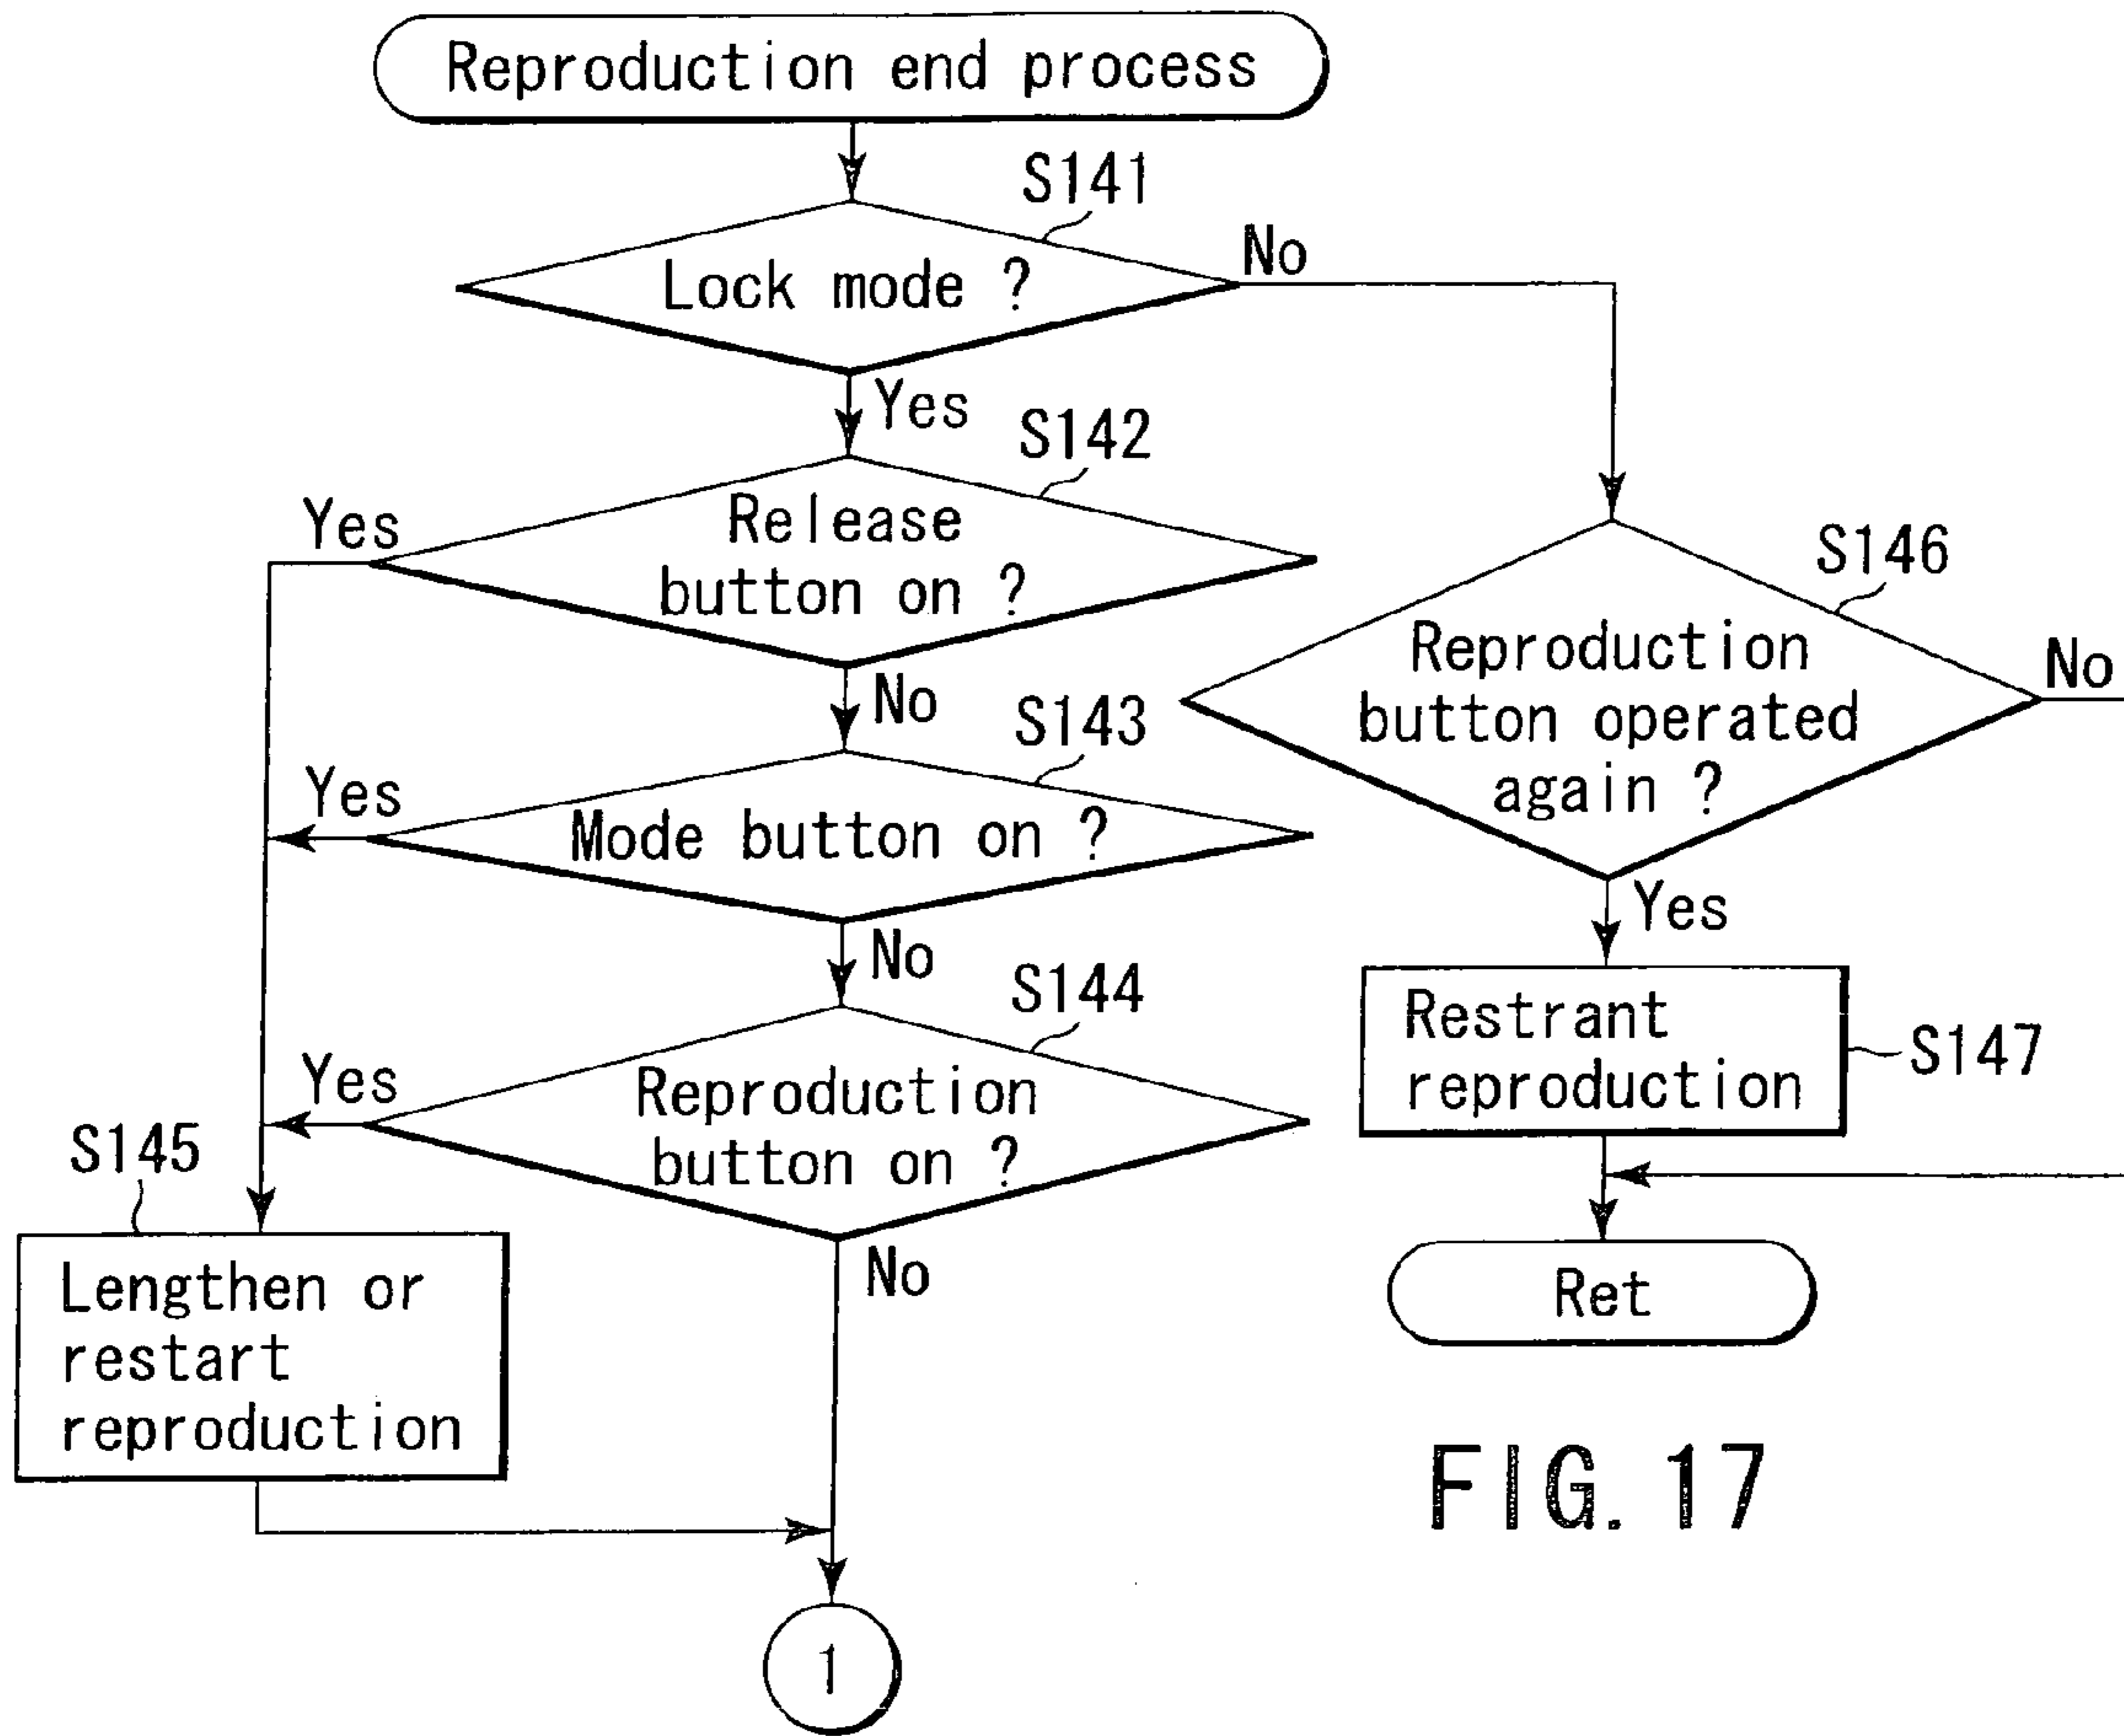 Reproduction end process
S141
Lock mode ?
No
Yes
S142
Yes
Release
button on ?
No
S143
Yes
Mode button on ?
No
S144
Yes
Reproduction
button on ?
No
S145
Lengthen or
restart
reproduction
1
S146
Reproduction
button operated
again ?
No
Yes
Restrant
reproduction
S147
Ret
FIG. 17